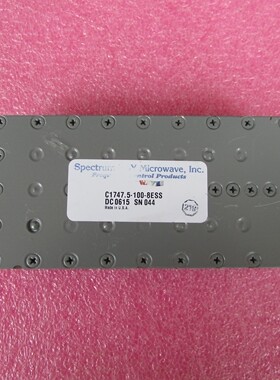 Spectrum Microwave, Inc.
Control Products
C1747.5-100-8ESS
DC0615 SN 044
Made in U.S.A.